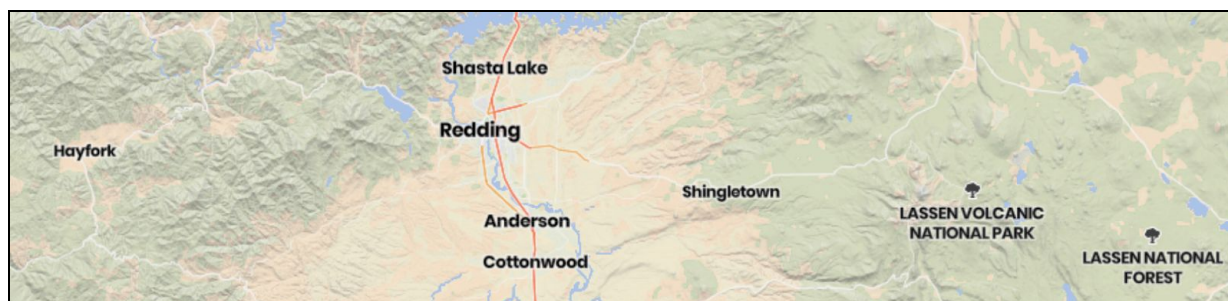 Shasta Lake
Redding
Hayfork
Shingletown
LASSEN VOLCANIC
NATIONAL PARK
Anderson
LASSEN NATIONAL
FOREST
Cottonwood